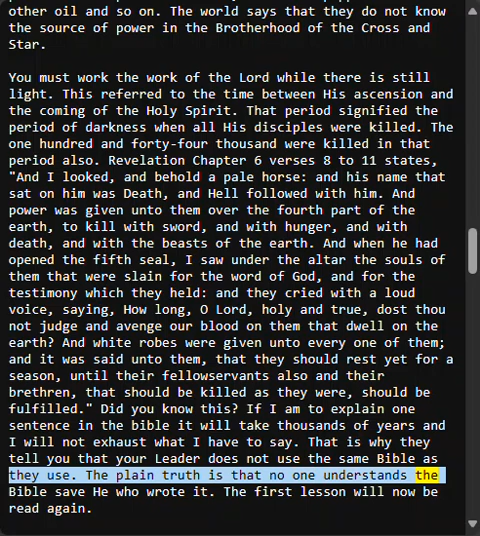 other oil and so on. The world says that they do not know
the source of power in the Brotherhood of the Cross and
Star.

You must work the work of the Lord while there is still
light. This referred to the time between His ascension and
the coming of the Holy Spirit. That period signified the
period of darkness when all His disciples were killed. The
one hundred and forty-four thousand were killed in that
period also. Revelation Chapter 6 verses 8 to 11 states,
"And I looked, and behold a pale horse: and his name that
sat on him was Death, and Hell followed with him. And
power was given unto them over the fourth part of the
earth, to kill with sword, and with hunger, and with
death, and with the beasts of the earth. And when he had
opened the fifth seal, I saw under the altar the souls of
them that were slain for the word of God, and for the
testimony which they held: and they cried with a loud
voice, saying, How long, O Lord, holy and true, dost thou
not judge and avenge our blood on them that dwell on the
earth? And white robes were given unto every one of them;
and it was said unto them, that they should rest yet for a
season, until their fellowservants also and their
brethren, that should be killed as they were, should be
fulfilled." Did you know this? If I am to explain one
sentence in the bible it will take thousands of years and
I will not exhaust what I have to say. That is why they
tell you that your Leader does not use the same Bible as
they use. The plain truth is that no one understands the
Bible save He who wrote it. The first lesson will now be
read again.